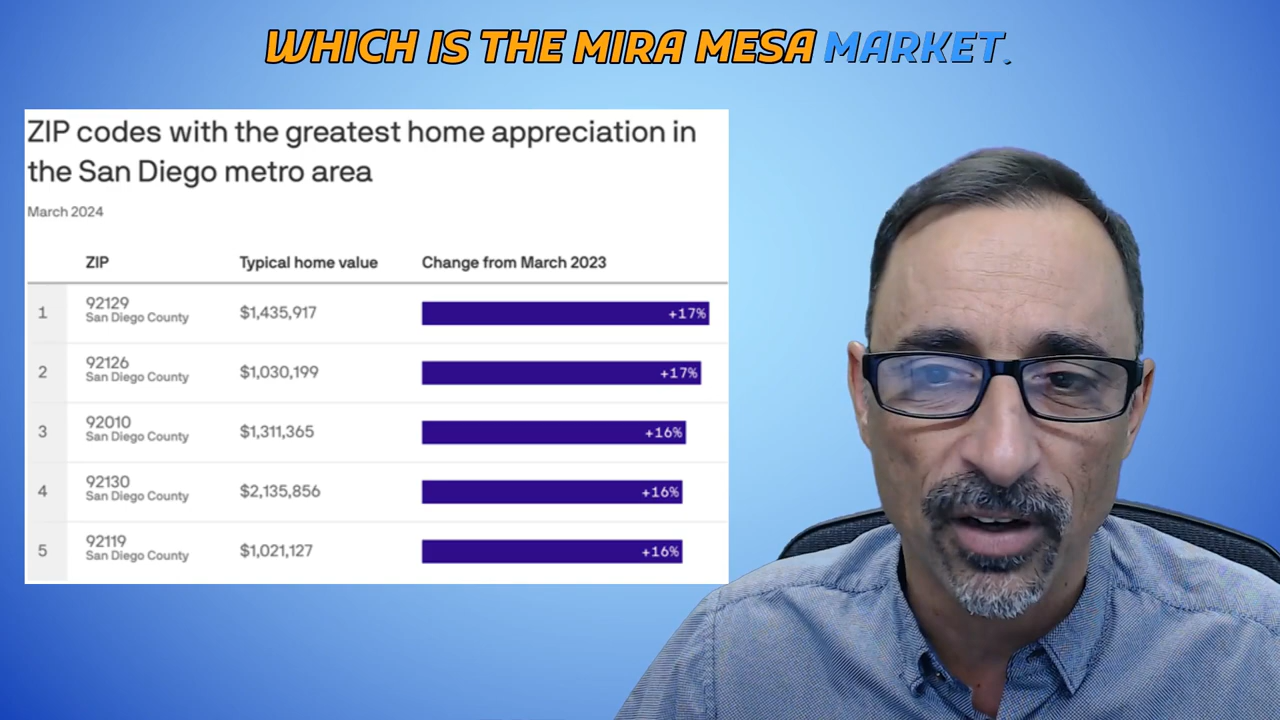 WHICH IS THE MIRA MESA MARKET.
ZIP codes with the greatest home appreciation in
the San Diego metro area
March 2024
ZIP Typical home value Change from March 2023
1 92129 $1,435,917 +17%
San Diego County
2 92126 $1,030,199 +17%
San Diego County
3 92010 $1,311,365 +16%
San Diego County
4 92130 $2,135,856 +16%
San Diego County
5 92119 $1,021,127 +16%
San Diego County